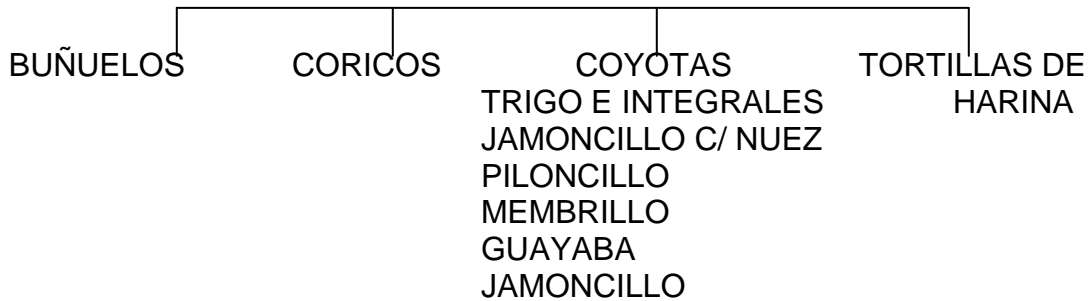 BUÑUELOS CORICOS COYOTAS TORTILLAS DE
TRIGO E INTEGRALES HARINA
JAMONCILLO C/ NUEZ
PILONCILLO
MEMBRILLO
GUAYABA
JAMONCILLO